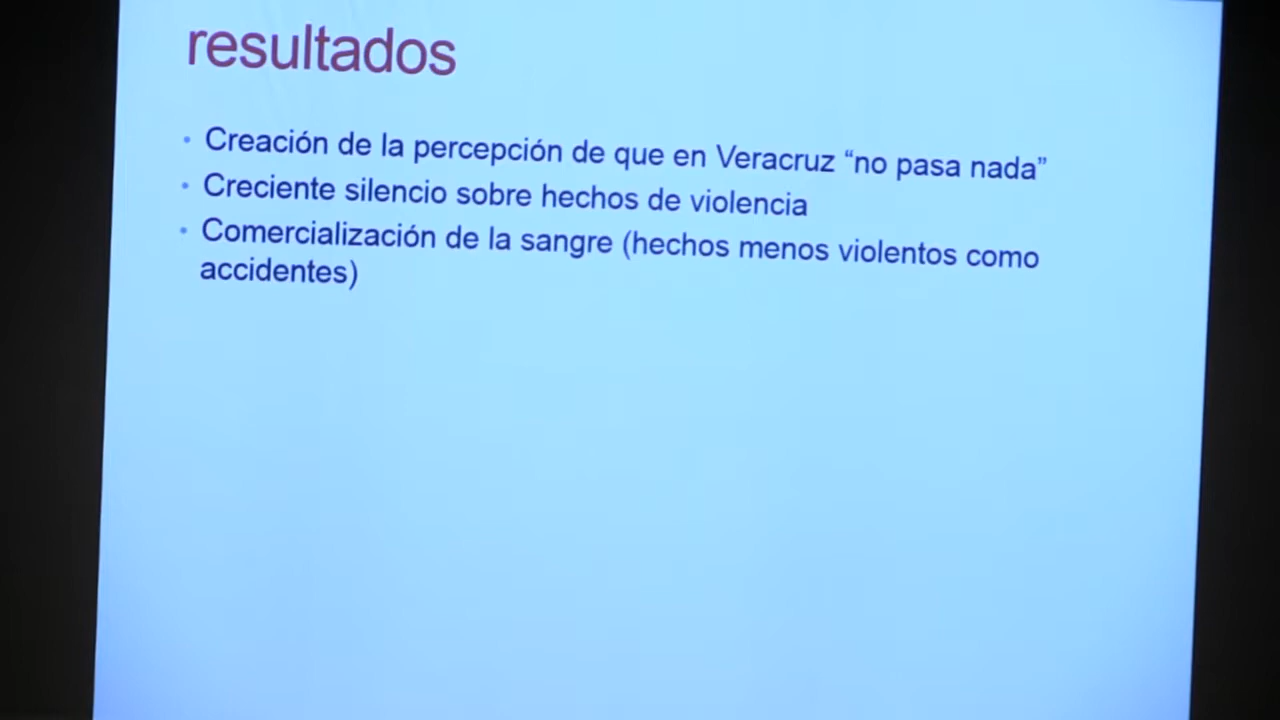 resultados
• Creación de la percepción de que en Veracruz “no pasa nada”
• Creciente silencio sobre hechos de violencia
• Comercialización de la sangre (hechos menos violentos como
accidentes)